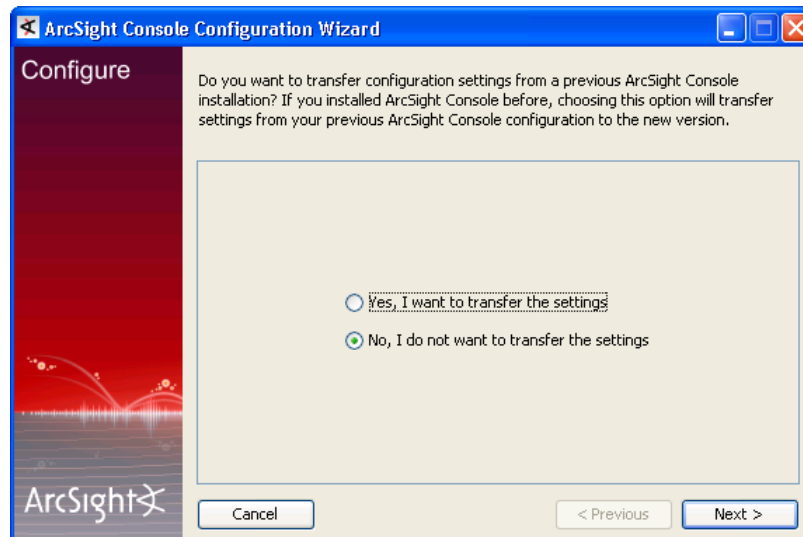 ArcSight Console Configuration Wizard
Configure
Do you want to transfer configuration settings from a previous ArcSight Console
installation? If you installed ArcSight Console before, choosing this option will transfer
settings from your previous ArcSight Console configuration to the new version.
Yes, I want to transfer the settings
No, I do not want to transfer the settings
ArcSight
Cancel
< Previous
Next >